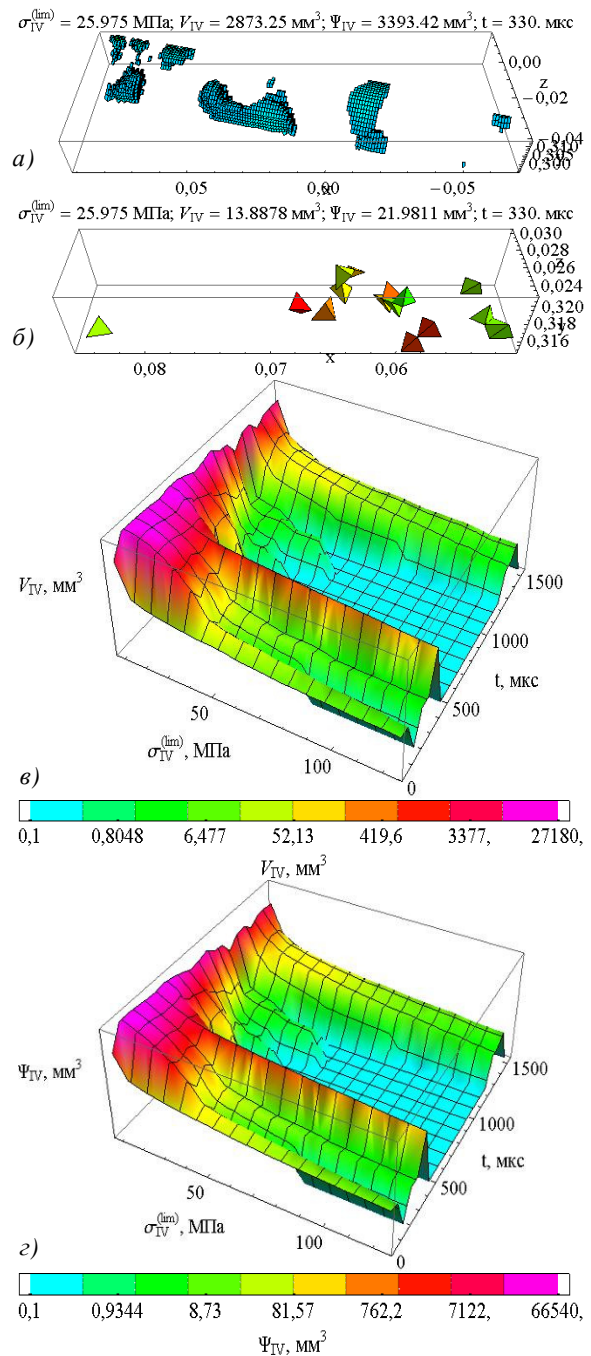 σ_IV^(lim) = 25.975 МПа; V_IV = 2873.25 мм³; Ψ_IV = 3393.42 мм³; t = 330. мкс
0,00
z
−0,02
−0,04
0,310
0,305
0,300
а)
0,05
0,00
x
−0,05
σ_IV^(lim) = 25.975 МПа; V_IV = 13.8878 мм³; Ψ_IV = 21.9811 мм³; t = 330. мкс
0,030
0,028
z
0,026
0,024
0,320
0,318
y
0,316
б)
0,08
0,07
x
0,06
V_IV, мм³
1500
1000
t, мкс
500
0
50
100
σ_IV^(lim), МПа
в)
0,1 0,8048 6,477 52,13 419,6 3377, 27180,
V_IV, мм³
Ψ_IV, мм³
1500
1000
t, мкс
500
0
50
100
σ_IV^(lim), МПа
г)
0,1 0,9344 8,73 81,57 762,2 7122, 66540,
Ψ_IV, мм³